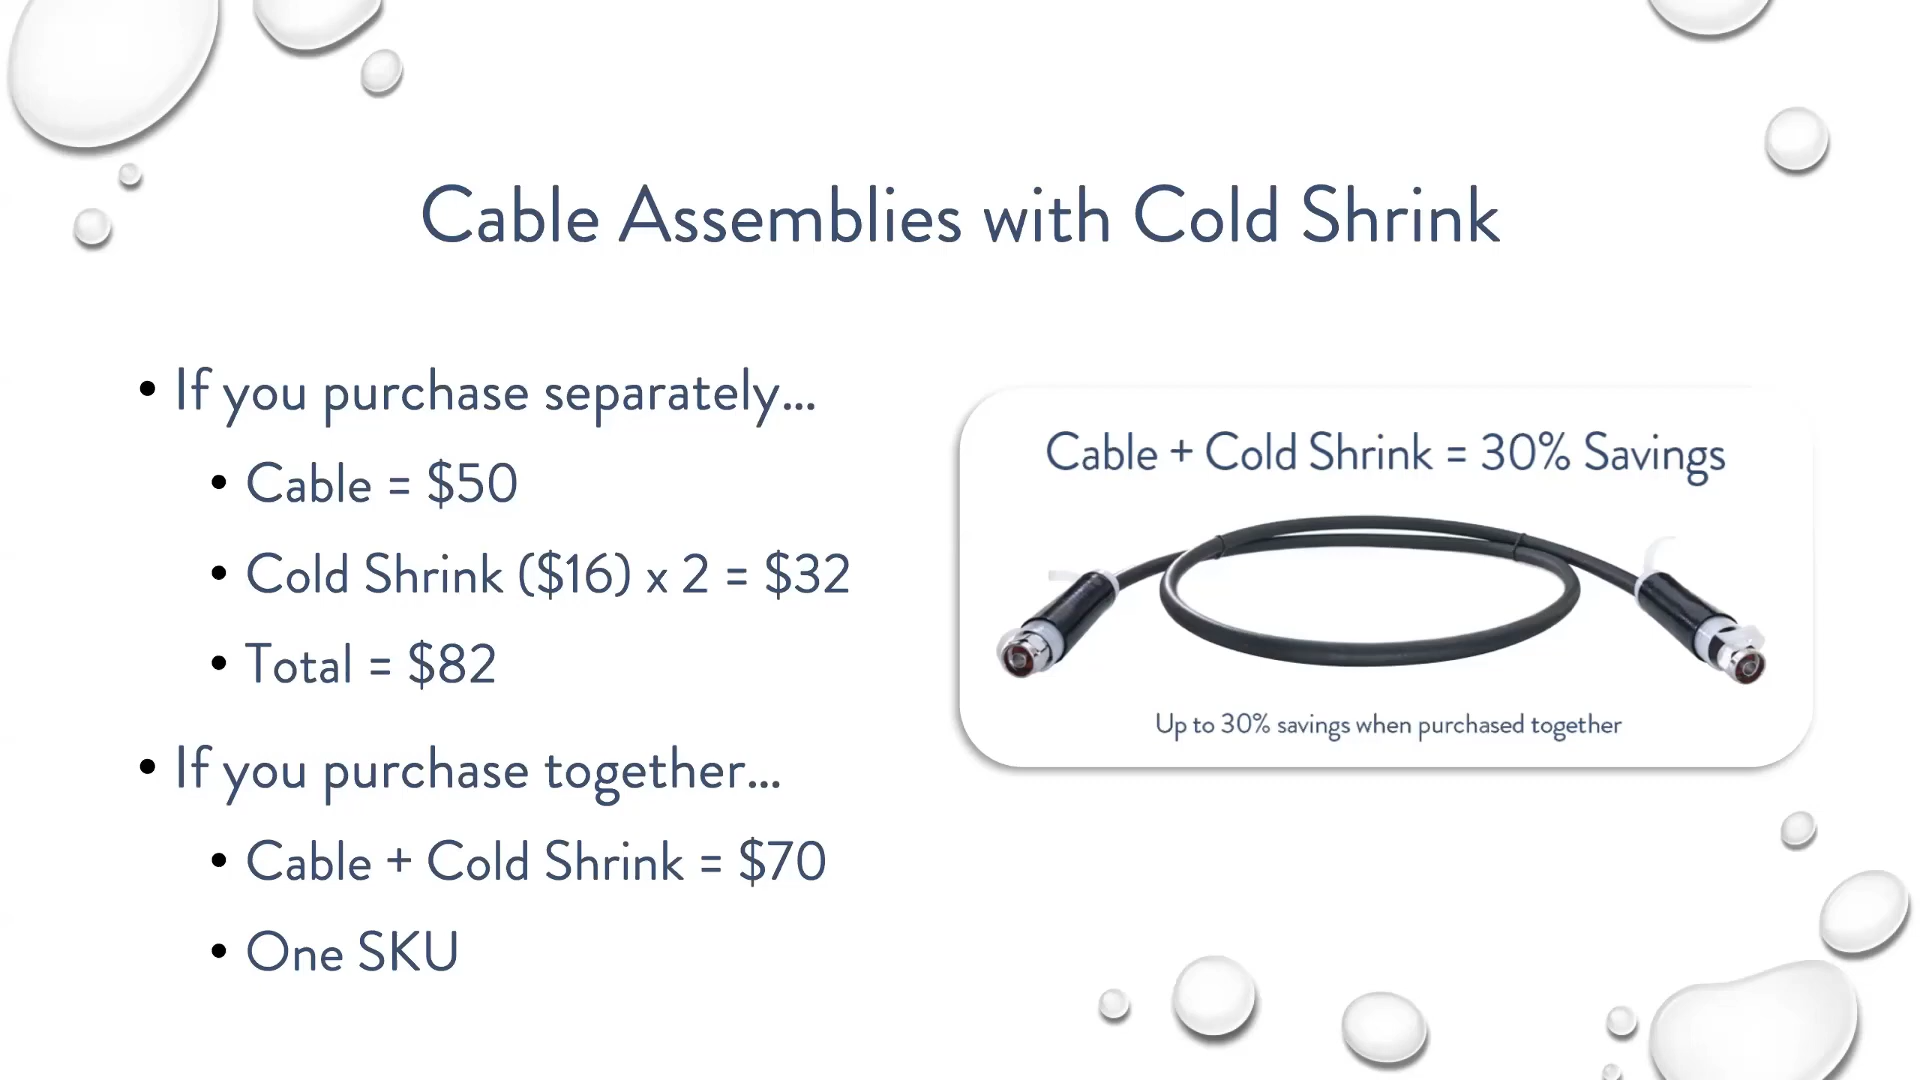 Cable Assemblies with Cold Shrink
• If you purchase separately...
• Cable = $50
• Cold Shrink ($16) x 2 = $32
• Total = $82
• If you purchase together...
• Cable + Cold Shrink = $70
• One SKU
Cable + Cold Shrink = 30% Savings
Up to 30% savings when purchased together